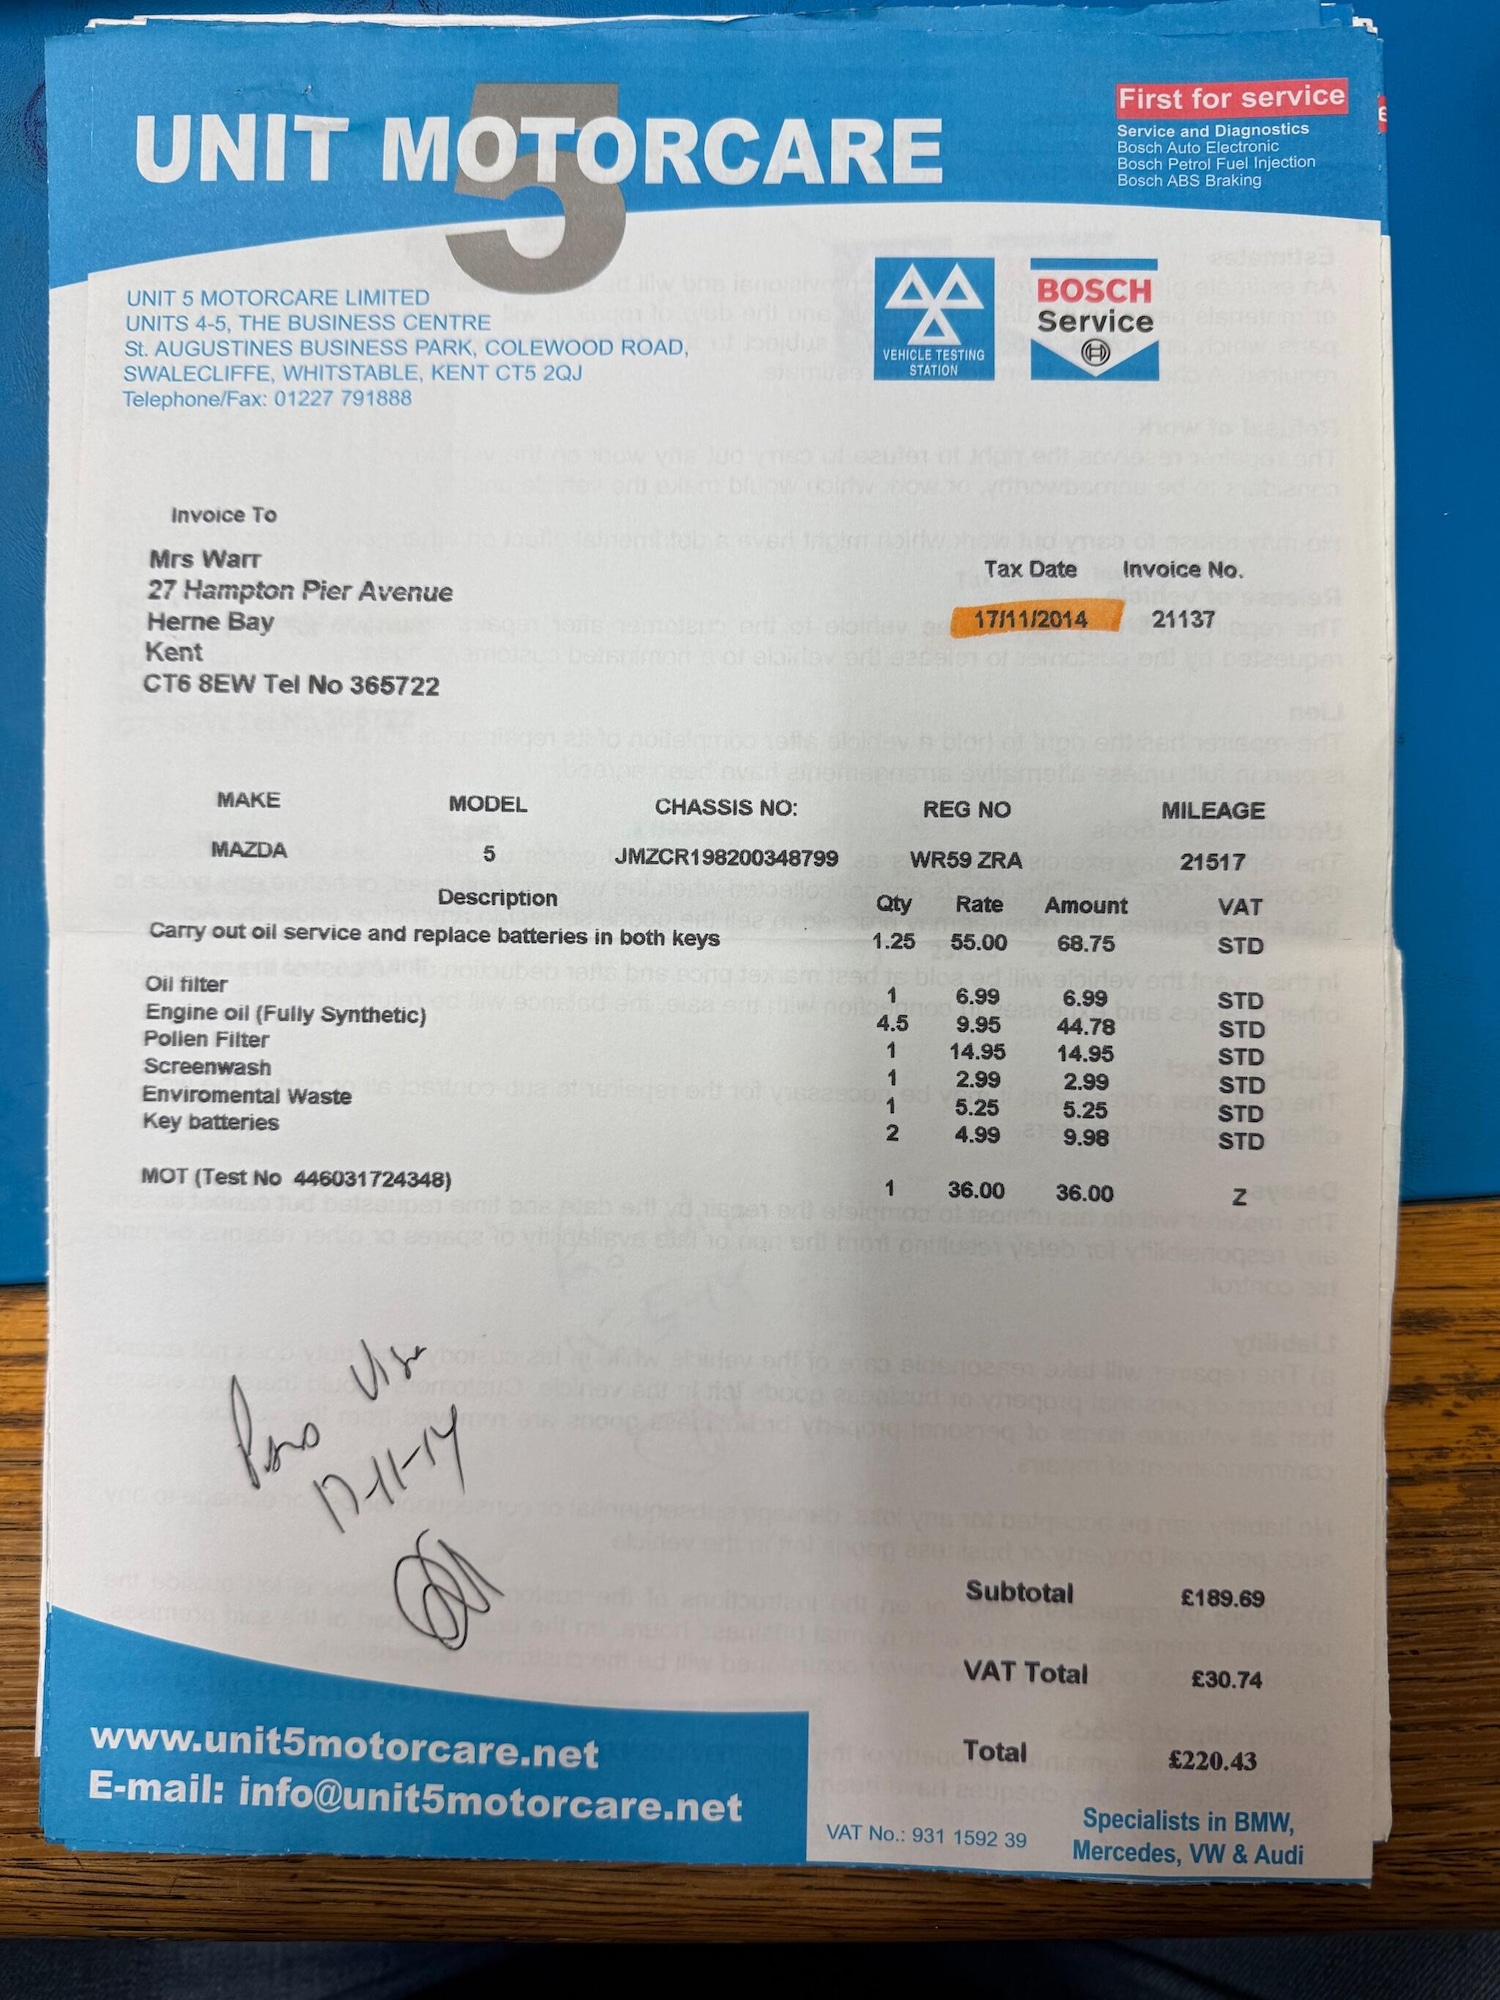 UNIT 5 MOTORCARE
First for service
Service and Diagnostics
Bosch Auto Electronic
Bosch Petrol Fuel Injection
Bosch ABS Braking
VEHICLE TESTING
STATION
BOSCH
Service
UNIT 5 MOTORCARE LIMITED
UNITS 4-5, THE BUSINESS CENTRE
St. AUGUSTINES BUSINESS PARK, COLEWOOD ROAD,
SWALECLIFFE, WHITSTABLE, KENT CT5 2QJ
Telephone/Fax: 01227 791888
Invoice To
Mrs Warr
27 Hampton Pier Avenue
Herne Bay
Kent
CT6 8EW Tel No 365722
Tax Date Invoice No.
17/11/2014 21137
MAKE MODEL CHASSIS NO: REG NO MILEAGE
MAZDA 5 JMZCR198200348799 WR59 ZRA 21517
Description Qty Rate Amount VAT
Carry out oil service and replace batteries in both keys 1.25 55.00 68.75 STD
Oil filter 1 6.99 6.99 STD
Engine oil (Fully Synthetic) 4.5 9.95 44.78 STD
Pollen Filter 1 14.95 14.95 STD
Screenwash 1 2.99 2.99 STD
Enviromental Waste 1 5.25 5.25 STD
Key batteries 2 4.99 9.98 STD
MOT (Test No 446031724348) 1 36.00 36.00 Z
Visa
17-11-14
Subtotal £189.69
VAT Total £30.74
Total £220.43
www.unit5motorcare.net
E-mail: info@unit5motorcare.net
VAT No.: 931 1592 39
Specialists in BMW,
Mercedes, VW & Audi